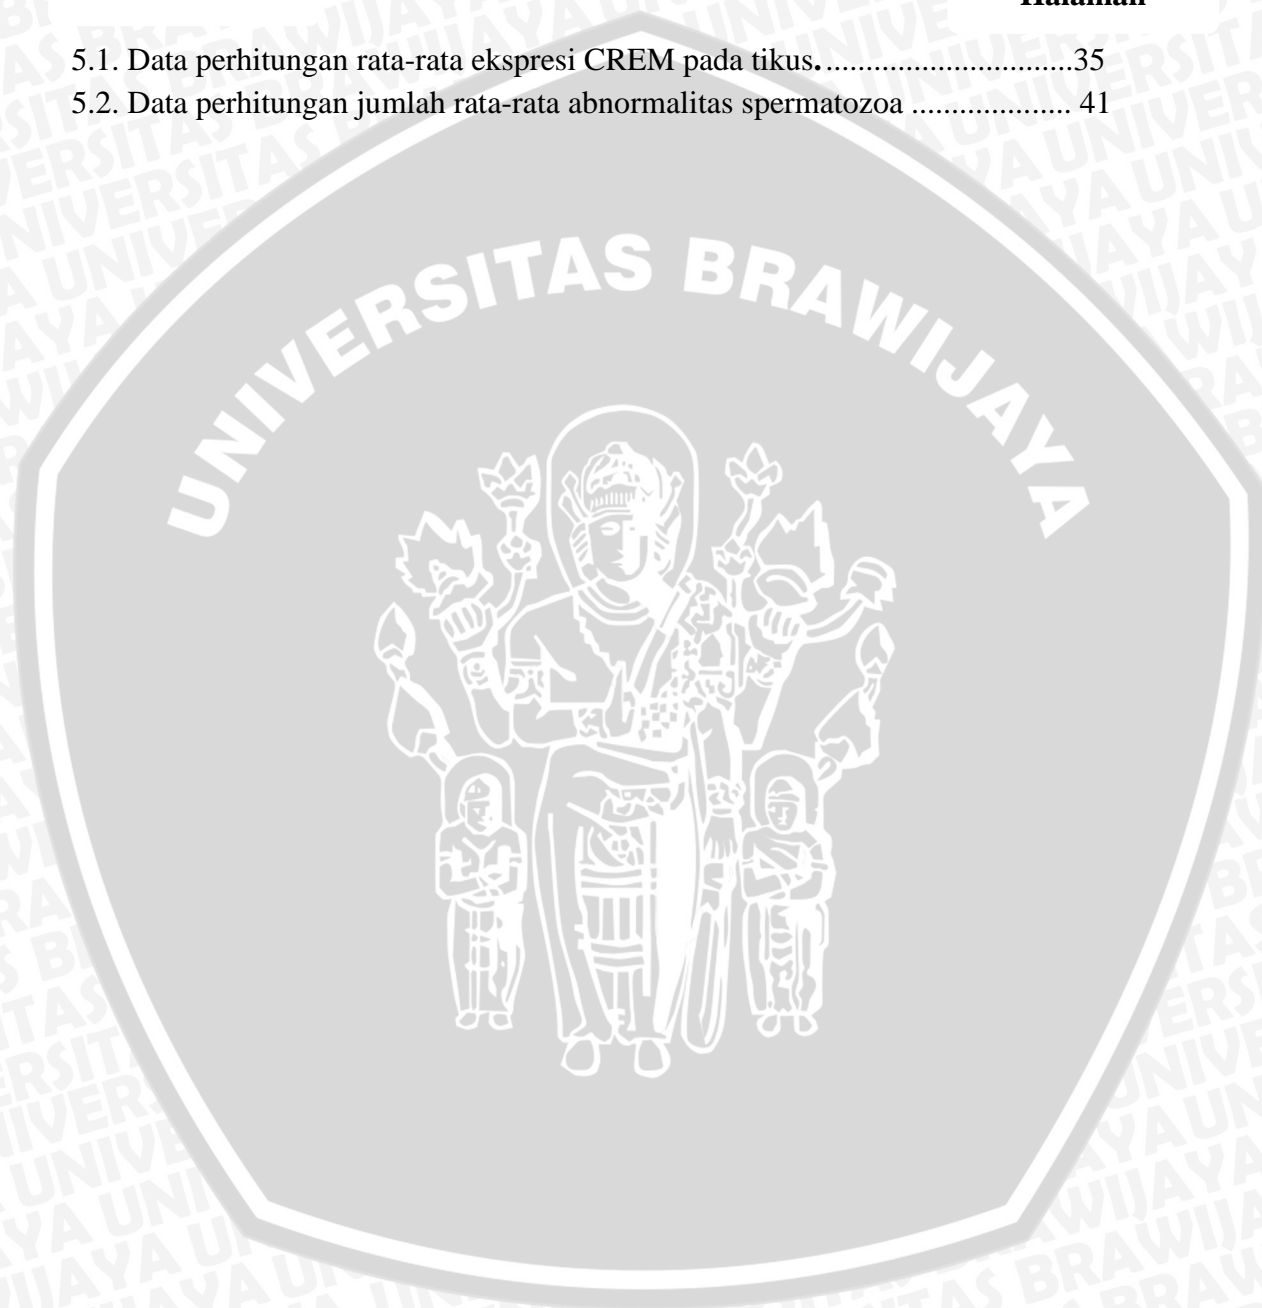 Halaman
5.1. Data perhitungan rata-rata ekspresi CREM pada tikus...............................35
5.2. Data perhitungan jumlah rata-rata abnormalitas spermatozoa .................... 41
UNIVERSITAS BRAWIJAYA